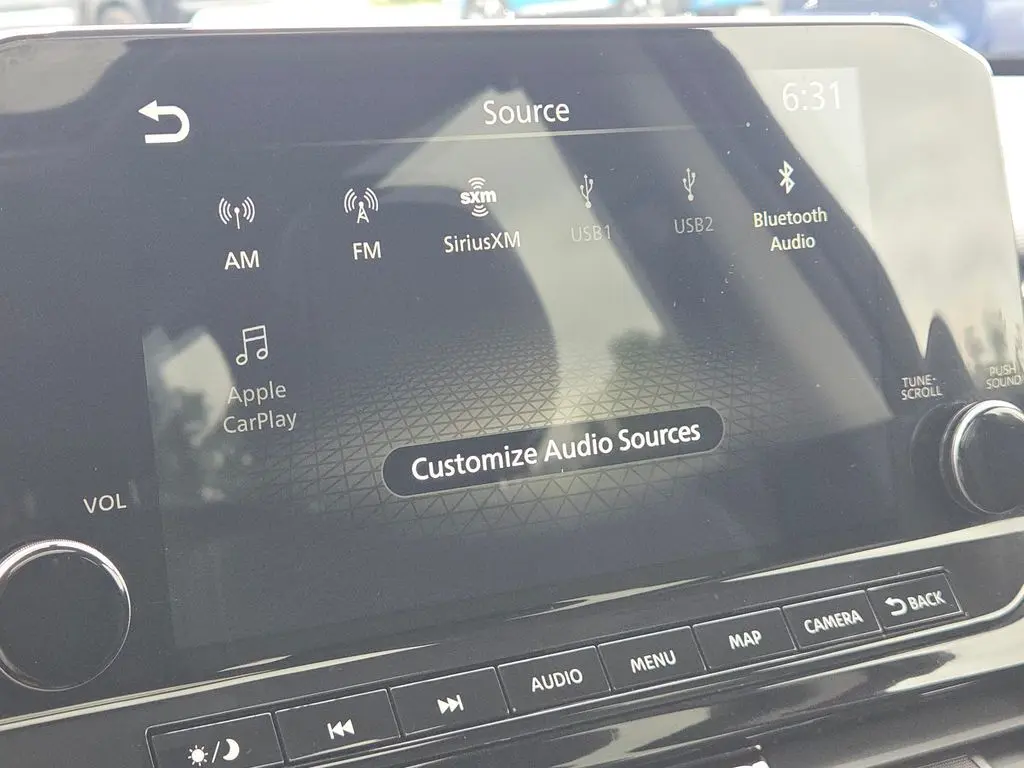 Source
6:31
AM
FM
sxm
SiriusXM
USB1
USB2
Bluetooth
Audio
Apple
CarPlay
Customize Audio Sources
VOL
TUNE-
SCROLL
PUSH
SOUND
AUDIO
MENU
MAP
CAMERA
BACK